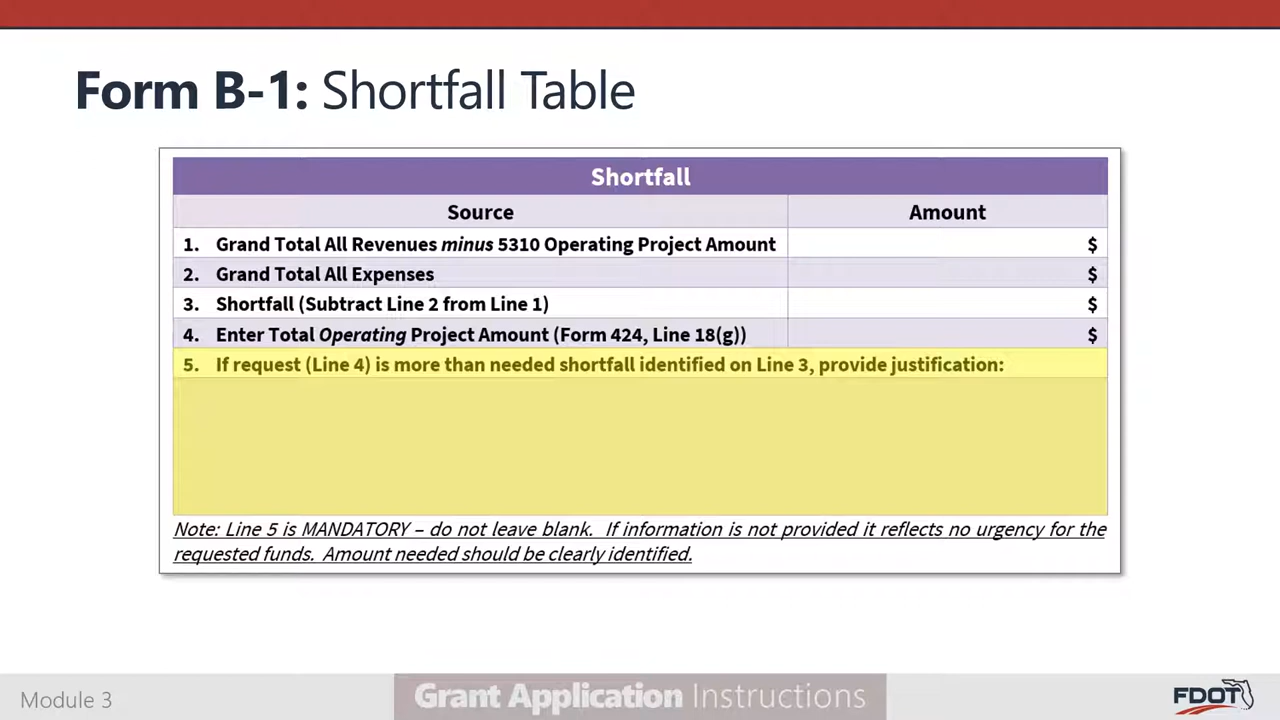 Form B-1: Shortfall Table
Shortfall
Source Amount
1. Grand Total All Revenues minus 5310 Operating Project Amount $
2. Grand Total All Expenses $
3. Shortfall (Subtract Line 2 from Line 1) $
4. Enter Total Operating Project Amount (Form 424, Line 18(g)) $
5. If request (Line 4) is more than needed shortfall identified on Line 3, provide justification:
Note: Line 5 is MANDATORY – do not leave blank. If information is not provided it reflects no urgency for the
requested funds. Amount needed should be clearly identified.
Module 3
Grant Application Instructions
FDOT